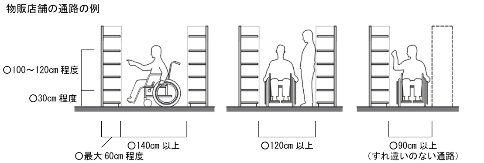 物販店舗の通路の例
○100～120cm 程度
○30cm 程度
○140cm 以上
○最大 60cm 程度
○120cm 以上
○90cm 以上
(すれ違いのない通路)